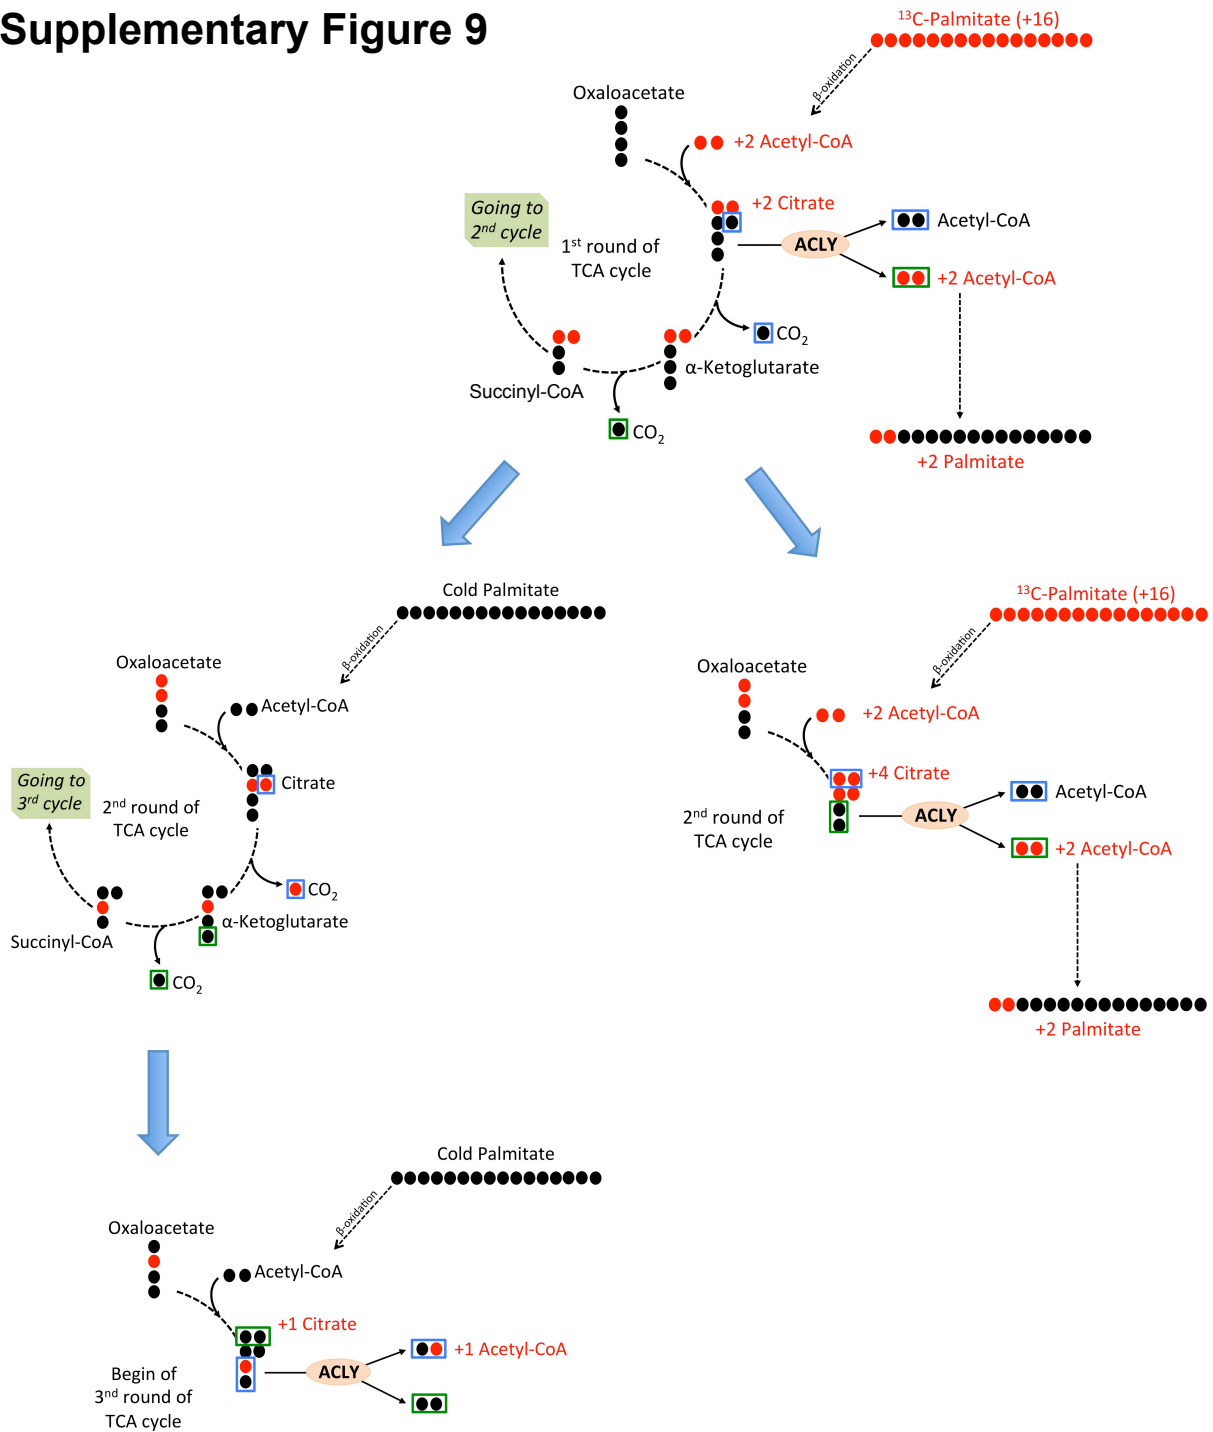 Supplementary Figure 9
¹³C-Palmitate (+16)
β-oxidation
Oxaloacetate
+2 Acetyl-CoA
+2 Citrate
Going to
2nd cycle
1st round of
TCA cycle
ACLY
Acetyl-CoA
+2 Acetyl-CoA
CO₂
α-Ketoglutarate
Succinyl-CoA
CO₂
+2 Palmitate
Cold Palmitate
β-oxidation
Oxaloacetate
Acetyl-CoA
Citrate
Going to
3rd cycle
2nd round of
TCA cycle
CO₂
α-Ketoglutarate
Succinyl-CoA
CO₂
¹³C-Palmitate (+16)
β-oxidation
Oxaloacetate
+2 Acetyl-CoA
+4 Citrate
2nd round of
TCA cycle
ACLY
Acetyl-CoA
+2 Acetyl-CoA
+2 Palmitate
Cold Palmitate
β-oxidation
Oxaloacetate
Acetyl-CoA
+1 Citrate
Begin of
3nd round of
TCA cycle
ACLY
+1 Acetyl-CoA